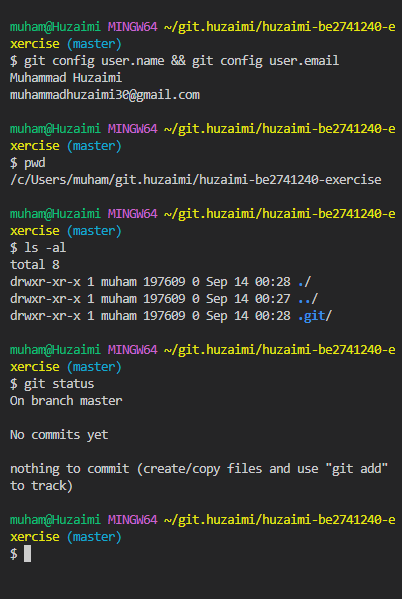 muham@Huzaimi MINGW64 ~/git.huzaimi/huzaimi-be2741240-e
xercise (master)
$ git config user.name && git config user.email
Muhammad Huzaimi
muhammadhuzaimi30@gmail.com
muham@Huzaimi MINGW64 ~/git.huzaimi/huzaimi-be2741240-e
xercise (master)
$ pwd
/c/Users/muham/git.huzaimi/huzaimi-be2741240-exercise
muham@Huzaimi MINGW64 ~/git.huzaimi/huzaimi-be2741240-e
xercise (master)
$ ls -al
total 8
drwxr-xr-x 1 muham 197609 0 Sep 14 00:28 ./
drwxr-xr-x 1 muham 197609 0 Sep 14 00:27 ../
drwxr-xr-x 1 muham 197609 0 Sep 14 00:28 .git/
muham@Huzaimi MINGW64 ~/git.huzaimi/huzaimi-be2741240-e
xercise (master)
$ git status
On branch master
No commits yet
nothing to commit (create/copy files and use "git add"
to track)
muham@Huzaimi MINGW64 ~/git.huzaimi/huzaimi-be2741240-e
xercise (master)
$